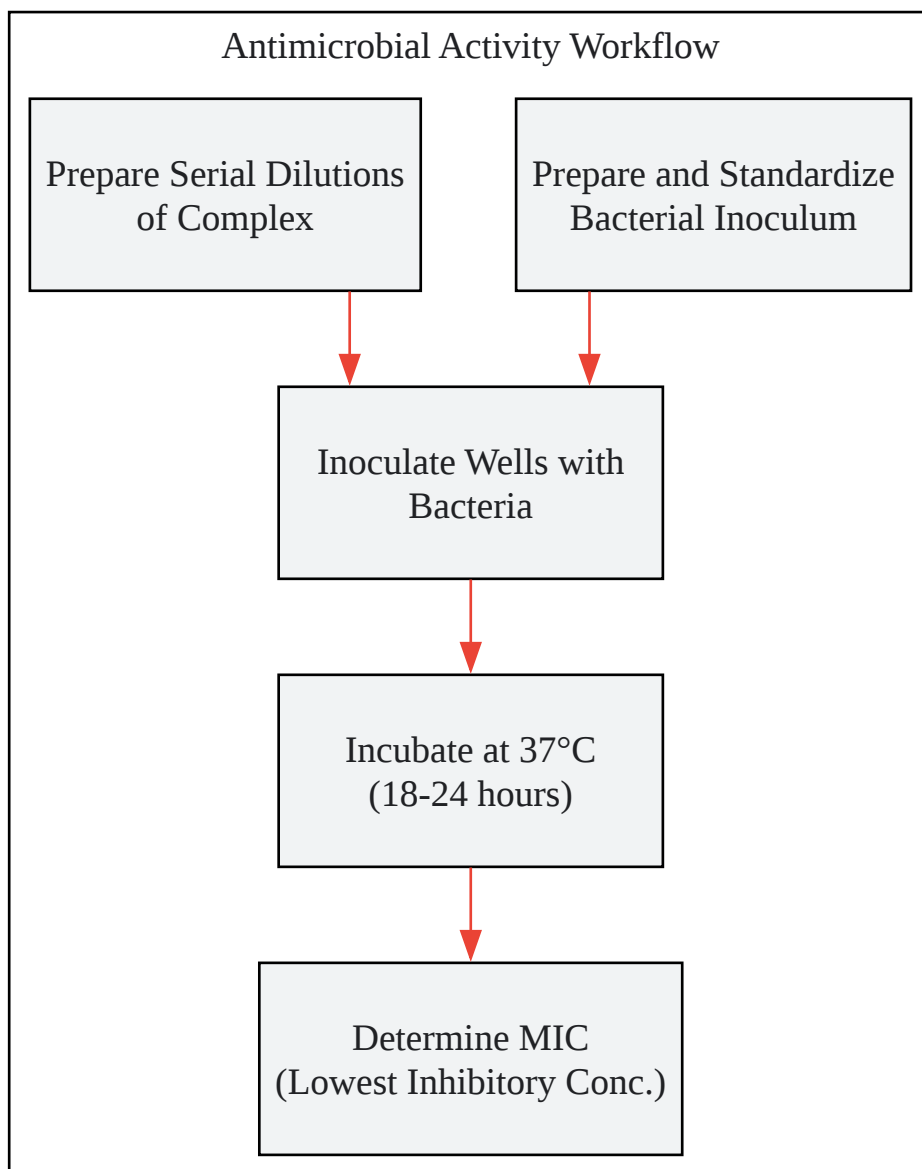 Antimicrobial Activity Workflow
Prepare Serial Dilutions
of Complex
Prepare and Standardize
Bacterial Inoculum
Inoculate Wells with
Bacteria
Incubate at 37°C
(18-24 hours)
Determine MIC
(Lowest Inhibitory Conc.)